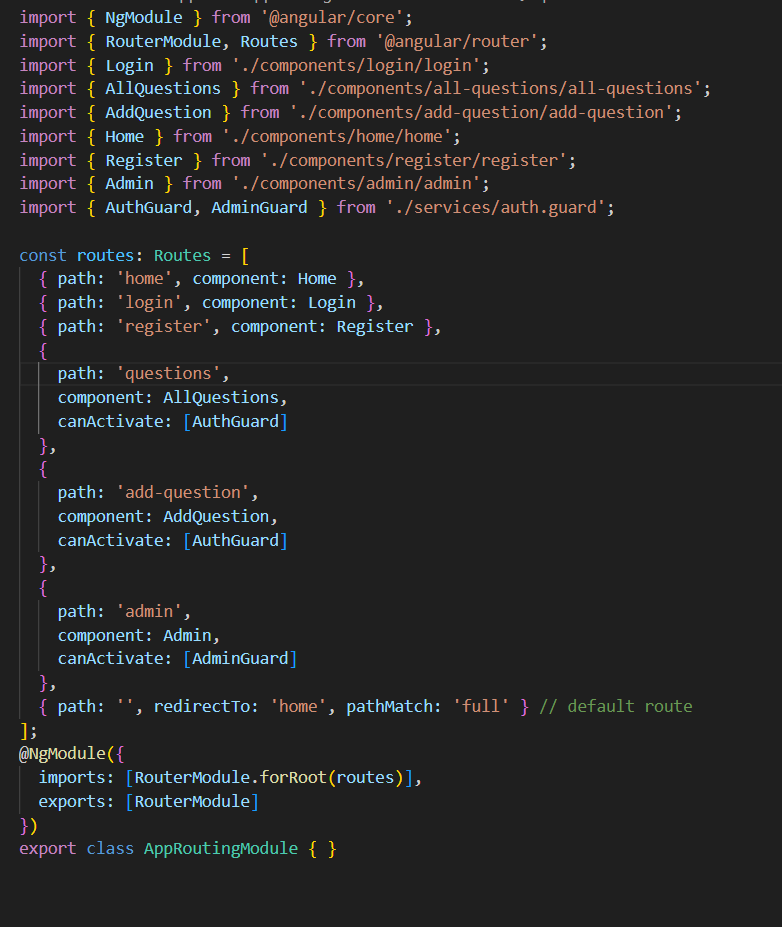 import { NgModule } from '@angular/core';
import { RouterModule, Routes } from '@angular/router';
import { Login } from './components/login/login';
import { AllQuestions } from './components/all-questions/all-questions';
import { AddQuestion } from './components/add-question/add-question';
import { Home } from './components/home/home';
import { Register } from './components/register/register';
import { Admin } from './components/admin/admin';
import { AuthGuard, AdminGuard } from './services/auth.guard';

const routes: Routes = [
  { path: 'home', component: Home },
  { path: 'login', component: Login },
  { path: 'register', component: Register },
  {
    path: 'questions',
    component: AllQuestions,
    canActivate: [AuthGuard]
  },
  {
    path: 'add-question',
    component: AddQuestion,
    canActivate: [AuthGuard]
  },
  {
    path: 'admin',
    component: Admin,
    canActivate: [AdminGuard]
  },
  { path: '', redirectTo: 'home', pathMatch: 'full' } // default route
];
@NgModule({
  imports: [RouterModule.forRoot(routes)],
  exports: [RouterModule]
})
export class AppRoutingModule { }